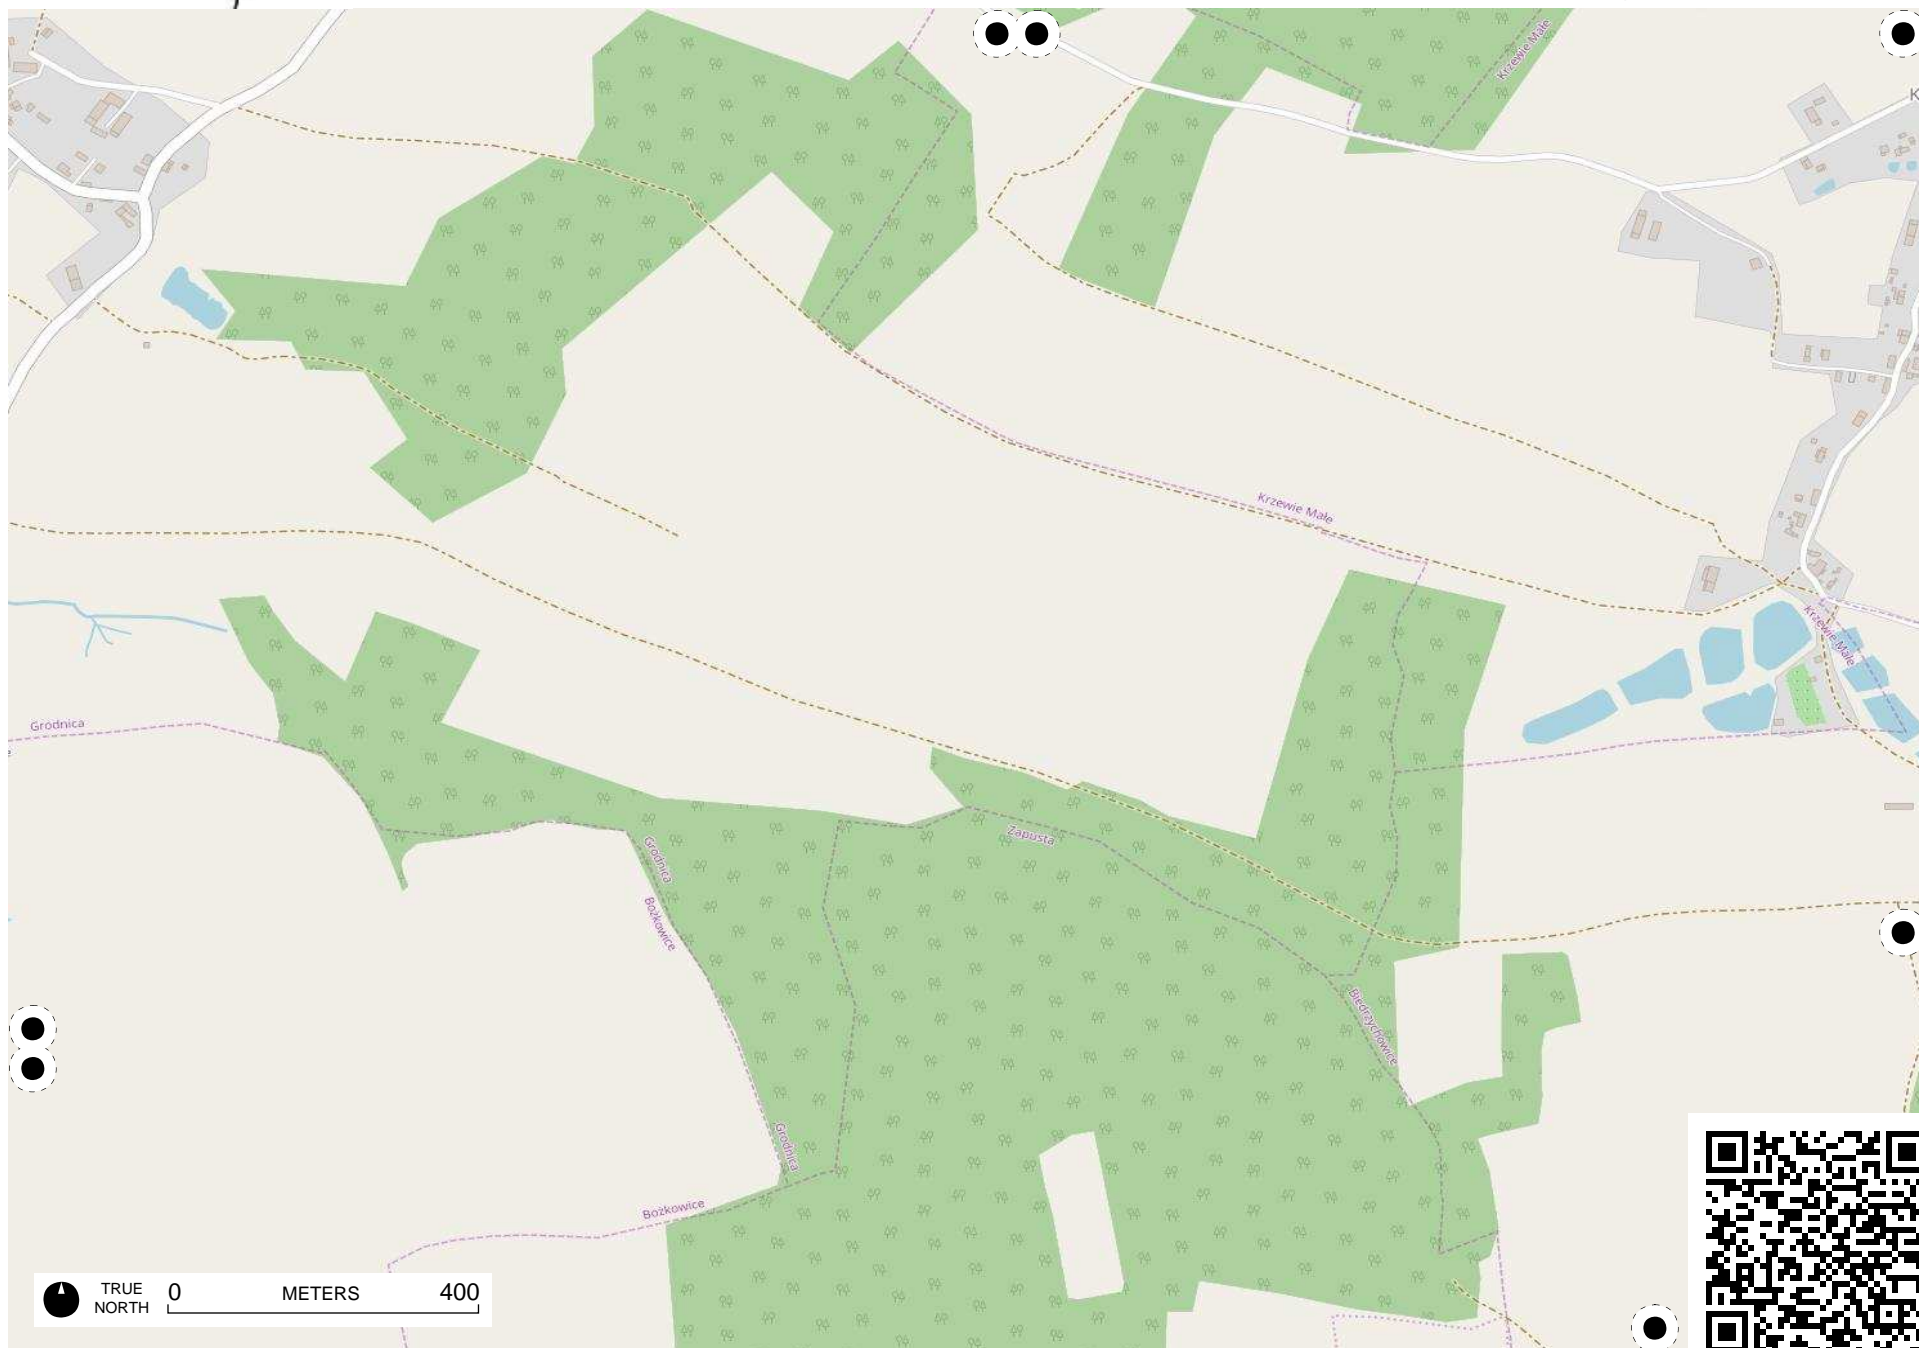 Krzewie Małe
K
Krzewie Małe
Krzewie Małe
Grodnica
e
Zapusta
Grodnica
Bożkowice
Biedrzychowice
Grodnica
Bożkowice
TRUE NORTH
0 METERS 400